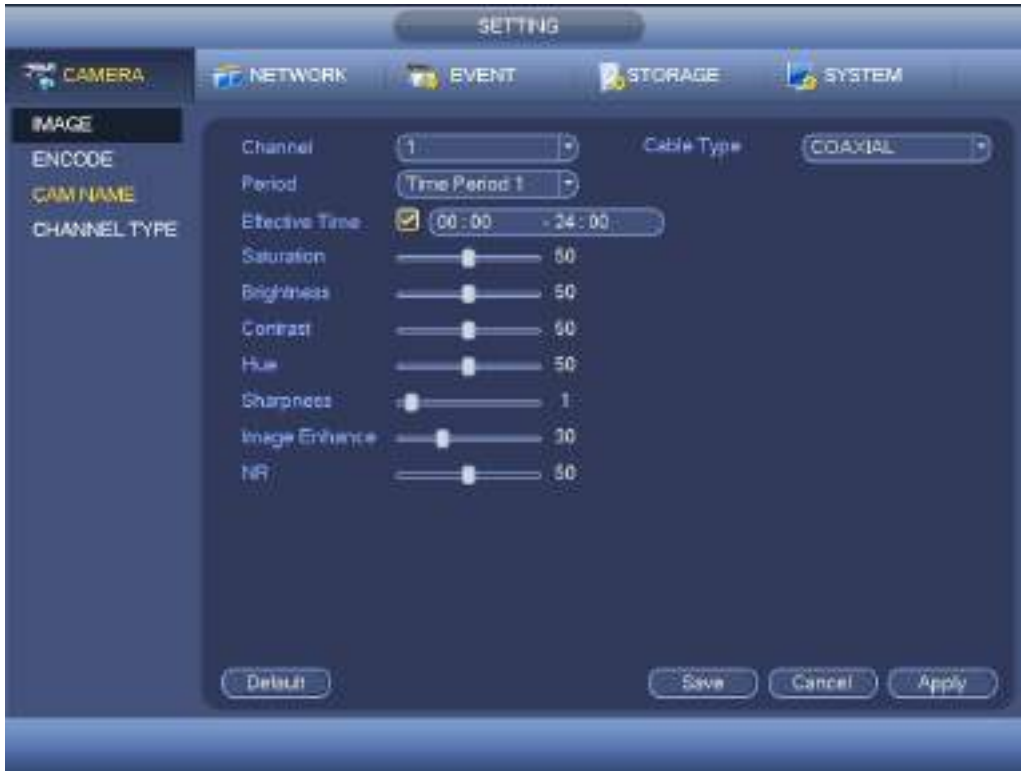 SETTING
CAMERA NETWORK EVENT STORAGE SYSTEM
IMAGE
ENCODE
CAM NAME
CHANNEL TYPE
Channel 1 Cable Type COAXIAL
Period Time Period 1
Effective Time 00 : 00 - 24 : 00
Saturation 50
Brightness 50
Contrast 50
Hue 50
Sharpness 1
Image Enhance 30
NR 50
Default Save Cancel Apply